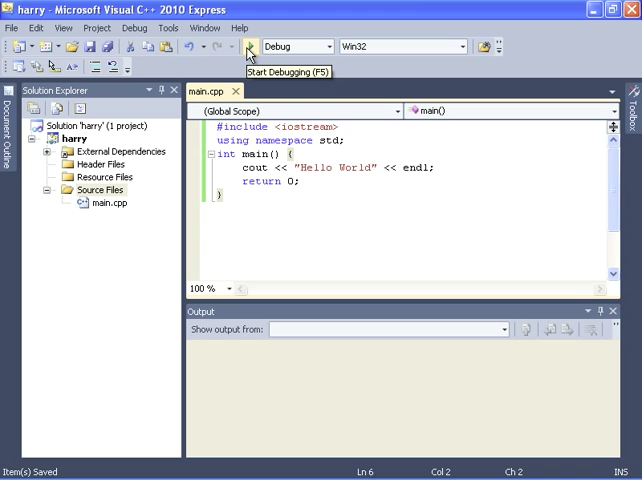 harry - Microsoft Visual C++ 2010 Express
File Edit View Project Debug Tools Window Help
Debug Win32
Start Debugging (F5)
Solution Explorer
main.cpp
(Global Scope) main()
Document Outline
Toolbox
Solution 'harry' (1 project)
harry
External Dependencies
Header Files
Resource Files
Source Files
main.cpp
#include <iostream>
using namespace std;
int main() {
cout << "Hello World" << endl;
return 0;
}
100 %
Output
Show output from:
Item(s) Saved Ln 6 Col 2 Ch 2 INS